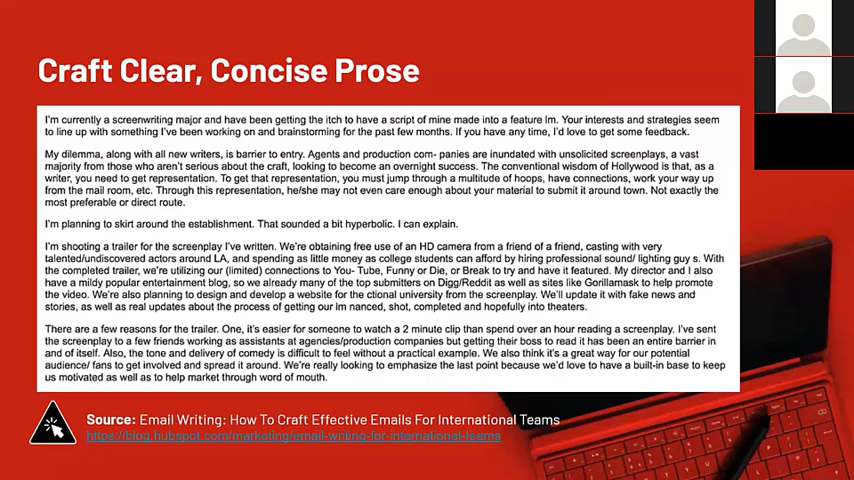 Craft Clear, Concise Prose
I'm currently a screenwriting major and have been getting the itch to have a script of mine made into a feature lm. Your interests and strategies seem
to line up with something I've been working on and brainstorming for the past few months. If you have any time, I'd love to get some feedback.
My dilemma, along with all new writers, is barrier to entry. Agents and production com- panies are inundated with unsolicited screenplays, a vast
majority from those who aren't serious about the craft, looking to become an overnight success. The conventional wisdom of Hollywood is that, as a
writer, you need to get representation. To get that representation, you must jump through a multitude of hoops, have connections, work your way up
from the mail room, etc. Through this representation, he/she may not even care enough about your material to submit it around town. Not exactly the
most preferable or direct route.
I'm planning to skirt around the establishment. That sounded a bit hyperbolic. I can explain.
I'm shooting a trailer for the screenplay I've written. We're obtaining free use of an HD camera from a friend of a friend, casting with very
talented/undiscovered actors around LA, and spending as little money as college students can afford by hiring professional sound/ lighting guy s. With
the completed trailer, we're utilizing our (limited) connections to You- Tube, Funny or Die, or Break to try and have it featured. My director and I also
have a mildly popular entertainment blog, so we already many of the top submitters on Digg/Reddit as well as sites like Gorillamask to help promote
the video. We're also planning to design and develop a website for the ctional university from the screenplay. We'll update it with fake news and
stories, as well as real updates about the process of getting our lm nanced, shot, completed and hopefully into theaters.
There are a few reasons for the trailer. One, it's easier for someone to watch a 2 minute clip than spend over an hour reading a screenplay. I've sent
the screenplay to a few friends working as assistants at agencies/production companies but getting their boss to read it has been an entire barrier in
and of itself. Also, the tone and delivery of comedy is difficult to feel without a practical example. We also think it's a great way for our potential
audience/ fans to get involved and spread it around. We're really looking to emphasize the last point because we'd love to have a built-in base to keep
us motivated as well as to help market through word of mouth.
Source: Email Writing: How To Craft Effective Emails For International Teams
https://blog.hubspot.com/marketing/email-writing-for-international-teams